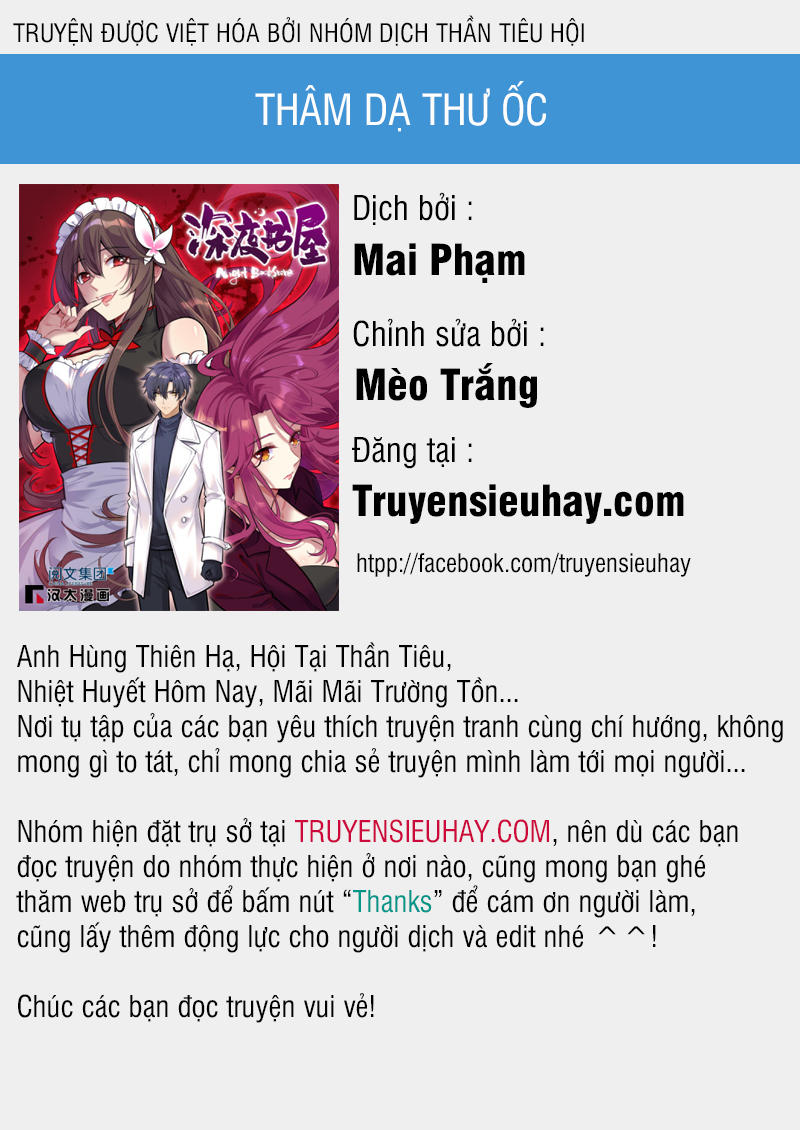 TRUYỆN ĐƯỢC VIỆT HÓA BỞI NHÓM DỊCH THẦN TIÊU HỘI
THÂM DẠ THƯ ỐC
深夜书屋
Night BookStore
阅文集团
汉太漫画
Dịch bởi :
Mai Phạm
Chỉnh sửa bởi :
Mèo Trắng
Đăng tại :
Truyensieuhay.com
htpp://facebook.com/truyensieuhay
Anh Hùng Thiên Hạ, Hội Tại Thần Tiêu,
Nhiệt Huyết Hôm Nay, Mãi Mãi Trường Tồn...
Nơi tụ tập của các bạn yêu thích truyện tranh cùng chí hướng, không
mong gì to tát, chỉ mong chia sẻ truyện mình làm tới mọi người...
Nhóm hiện đặt trụ sở tại TRUYENSIEUHAY.COM, nên dù các bạn
đọc truyện do nhóm thực hiện ở nơi nào, cũng mong bạn ghé
thăm web trụ sở để bấm nút “Thanks” để cám ơn người làm,
cũng lấy thêm động lực cho người dịch và edit nhé ^ ^!
Chúc các bạn đọc truyện vui vẻ!